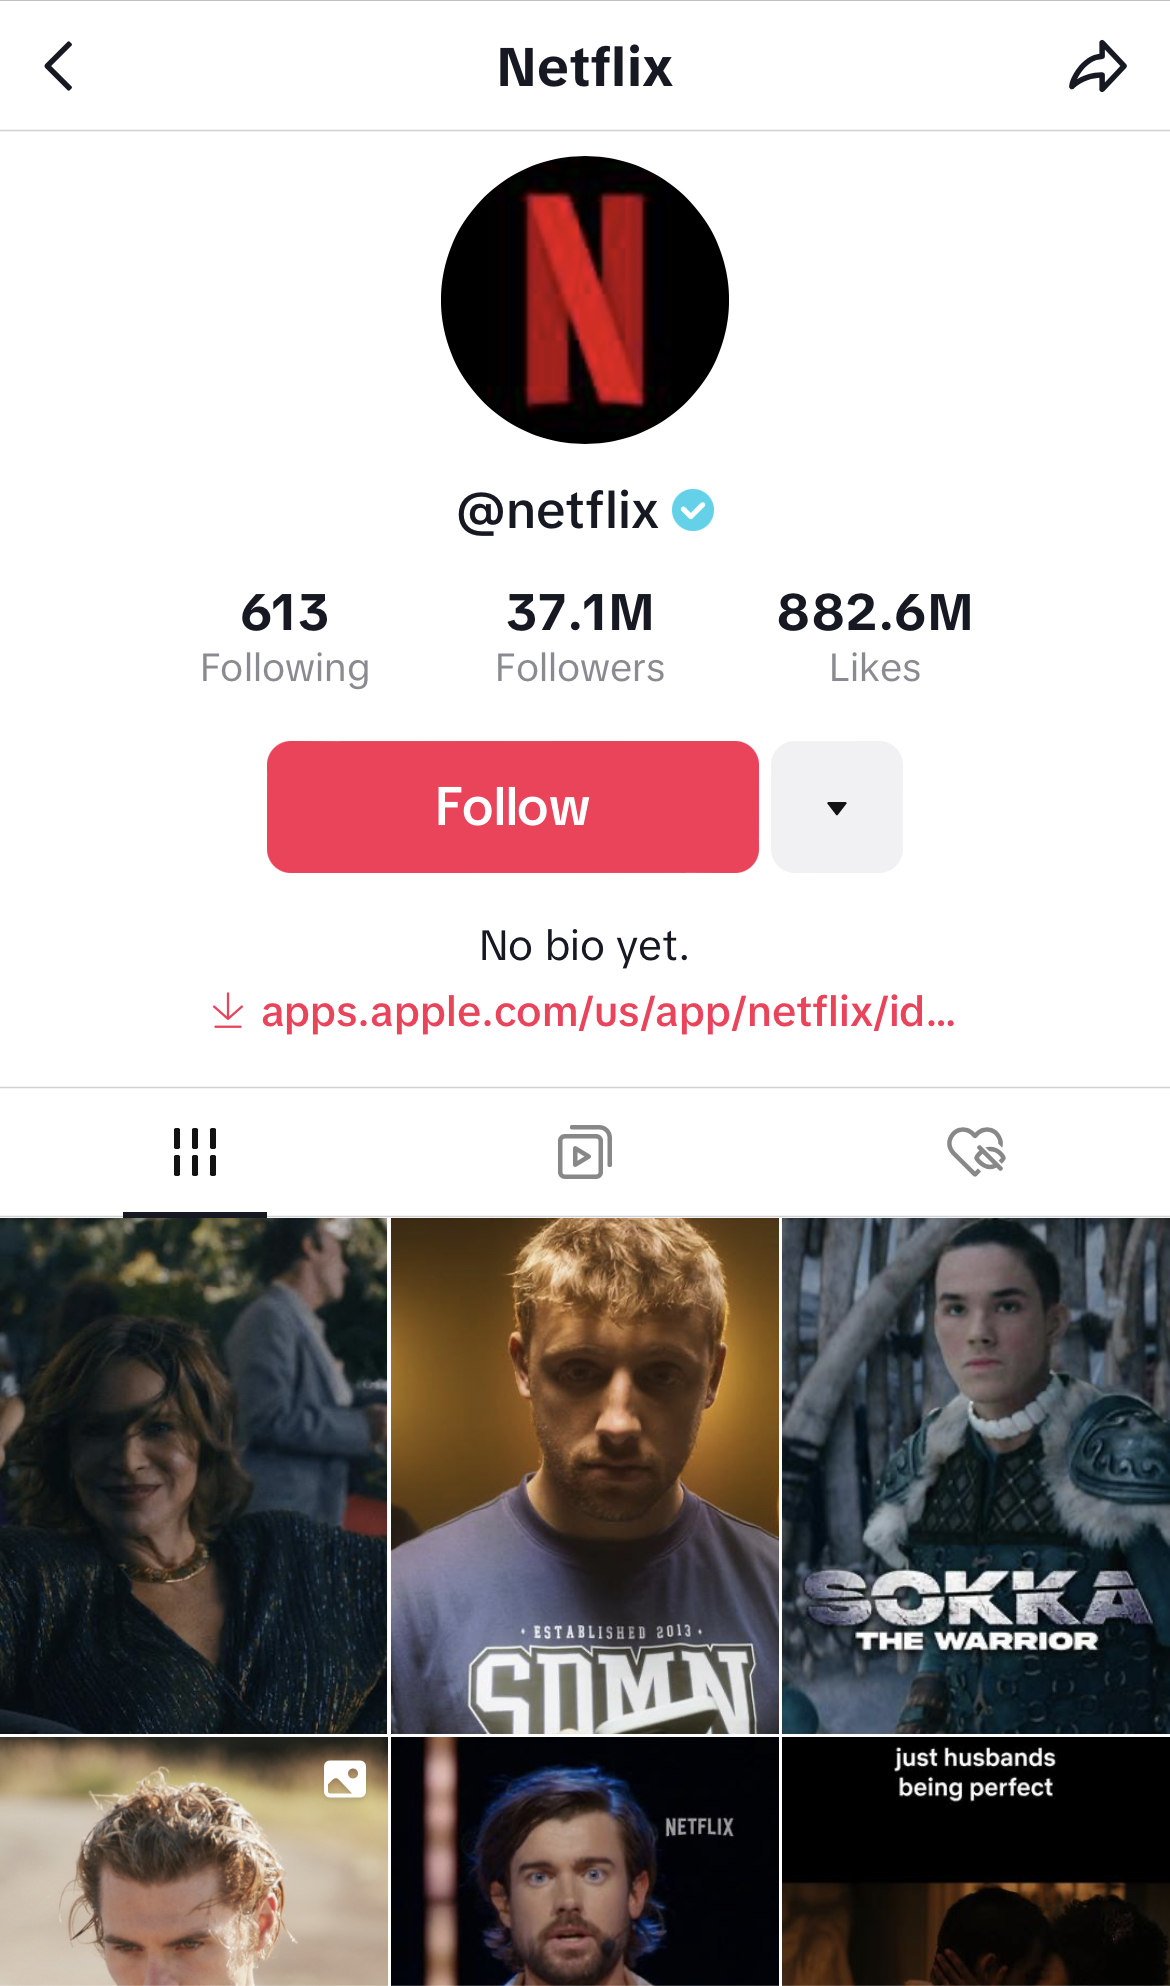 Netflix
N
@netflix
613
Following
37.1M
Followers
882.6M
Likes
Follow
No bio yet.
apps.apple.com/us/app/netflix/id...
• ESTABLISHED 2013 •
SDMN
SOKKA
THE WARRIOR
NETFLIX
just husbands
being perfect